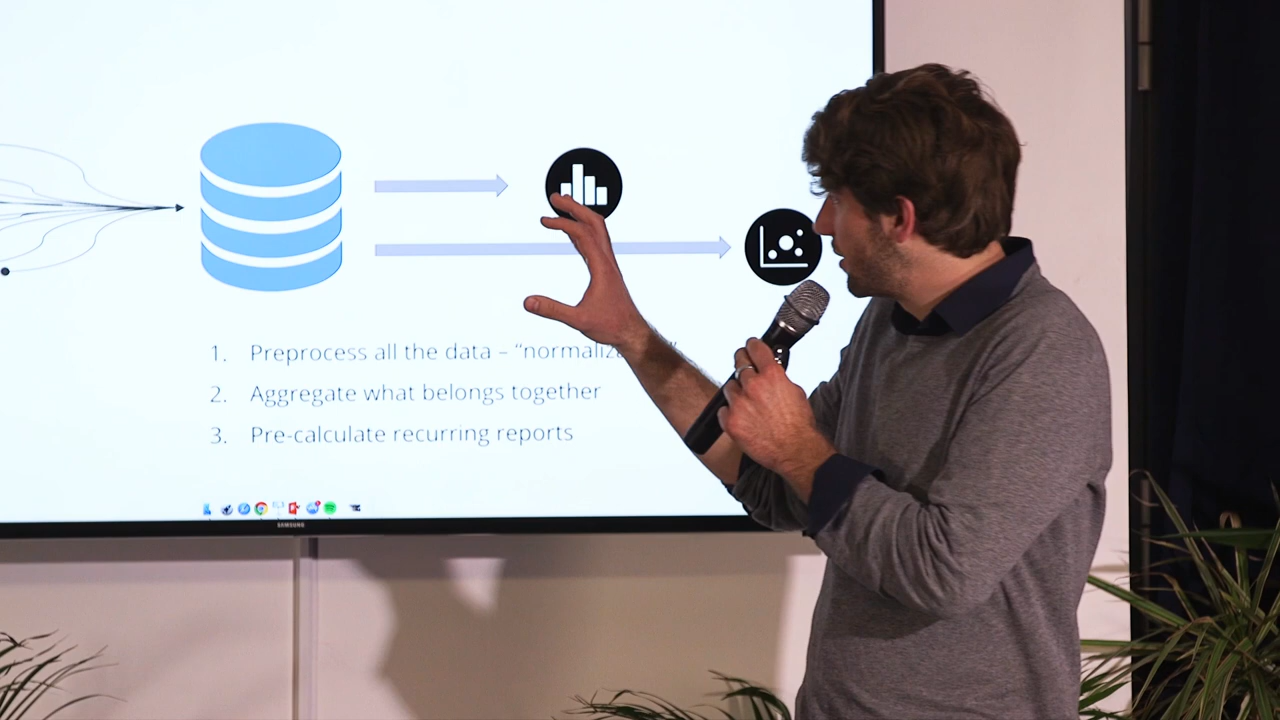 1. Preprocess all the data – “normaliz
2. Aggregate what belongs together
3. Pre-calculate recurring reports
SAMSUNG